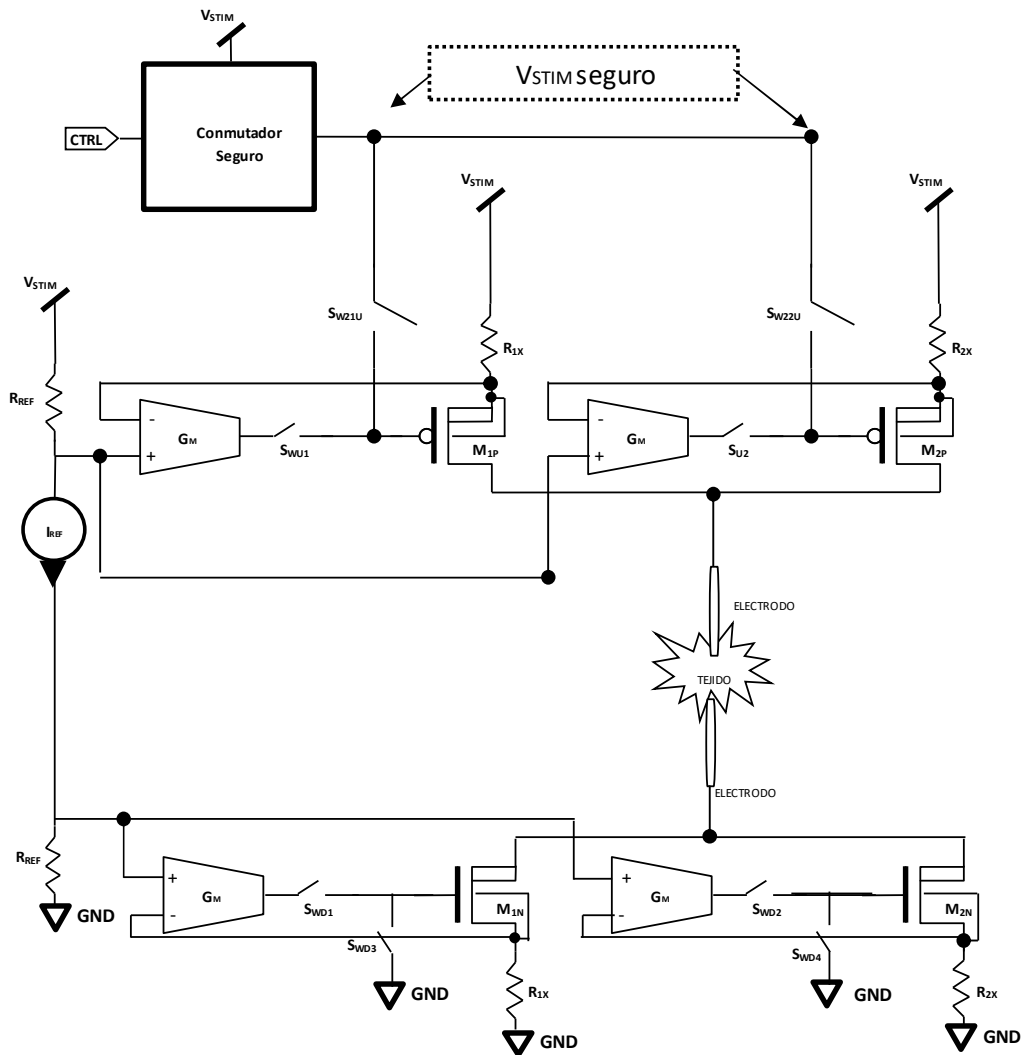 VSTIM
VSTIM seguro
CTRL
Conmutador
Seguro
VSTIM
VSTIM
VSTIM
SW21U
SW22U
R1X
R2X
RREF
-
GM
+
SWU1
M1P
-
GM
+
SU2
M2P
IREF
ELECTRODO
TEJIDO
ELECTRODO
RREF
+
GM
-
SWD1
M1N
+
GM
-
SWD2
M2N
GND
SWD3
SWD4
GND
R1X
GND
R2X
GND
GND